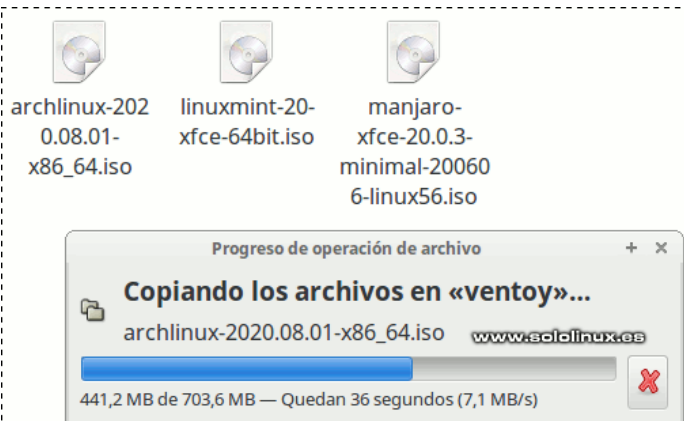 archlinux-202
0.08.01-
x86_64.iso
linuxmint-20-
xfce-64bit.iso
manjaro-
xfce-20.0.3-
minimal-20060
6-linux56.iso
Progreso de operación de archivo
Copiando los archivos en «ventoy»...
archlinux-2020.08.01-x86_64.iso
www.sololinux.es
441,2 MB de 703,6 MB — Quedan 36 segundos (7,1 MB/s)